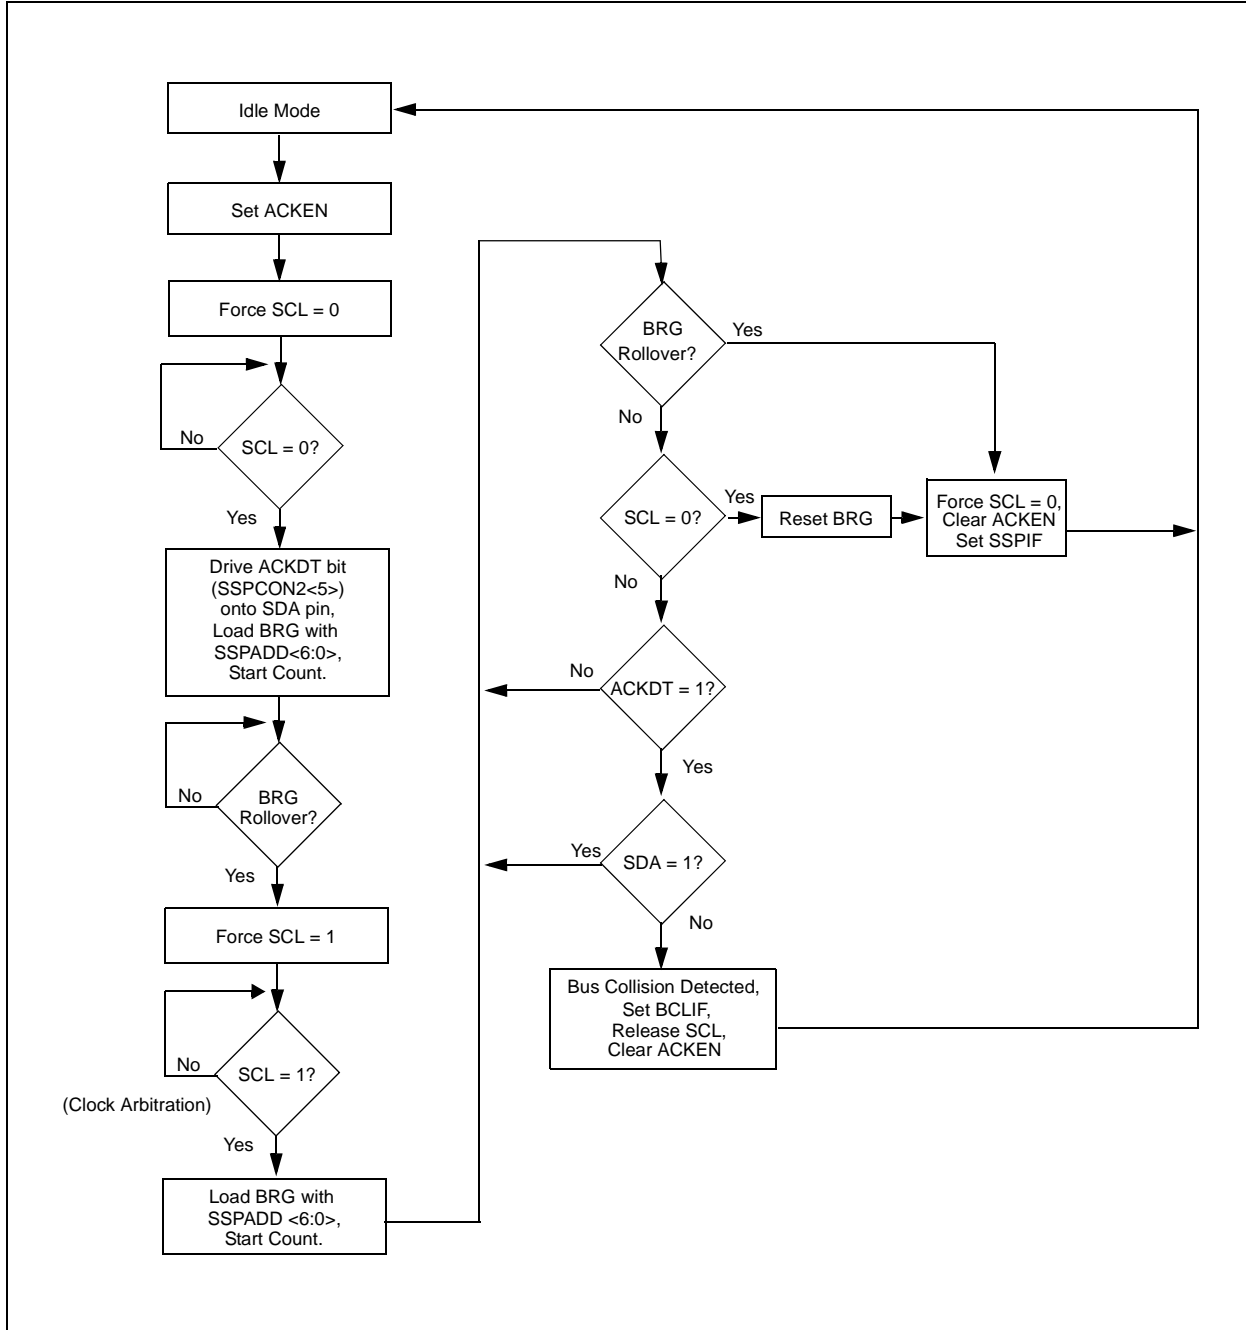 Idle Mode
Set ACKEN
Force SCL = 0
SCL = 0?
No
Yes
Drive ACKDT bit
(SSPCON2<5>)
onto SDA pin,
Load BRG with
SSPADD<6:0>,
Start Count.
BRG
Rollover?
No
Yes
Force SCL = 1
SCL = 1?
No
(Clock Arbitration)
Yes
Load BRG with
SSPADD <6:0>,
Start Count.
BRG
Rollover?
Yes
No
SCL = 0?
Yes
Reset BRG
Force SCL = 0,
Clear ACKEN
Set SSPIF
No
ACKDT = 1?
No
Yes
SDA = 1?
Yes
No
Bus Collision Detected,
Set BCLIF,
Release SCL,
Clear ACKEN